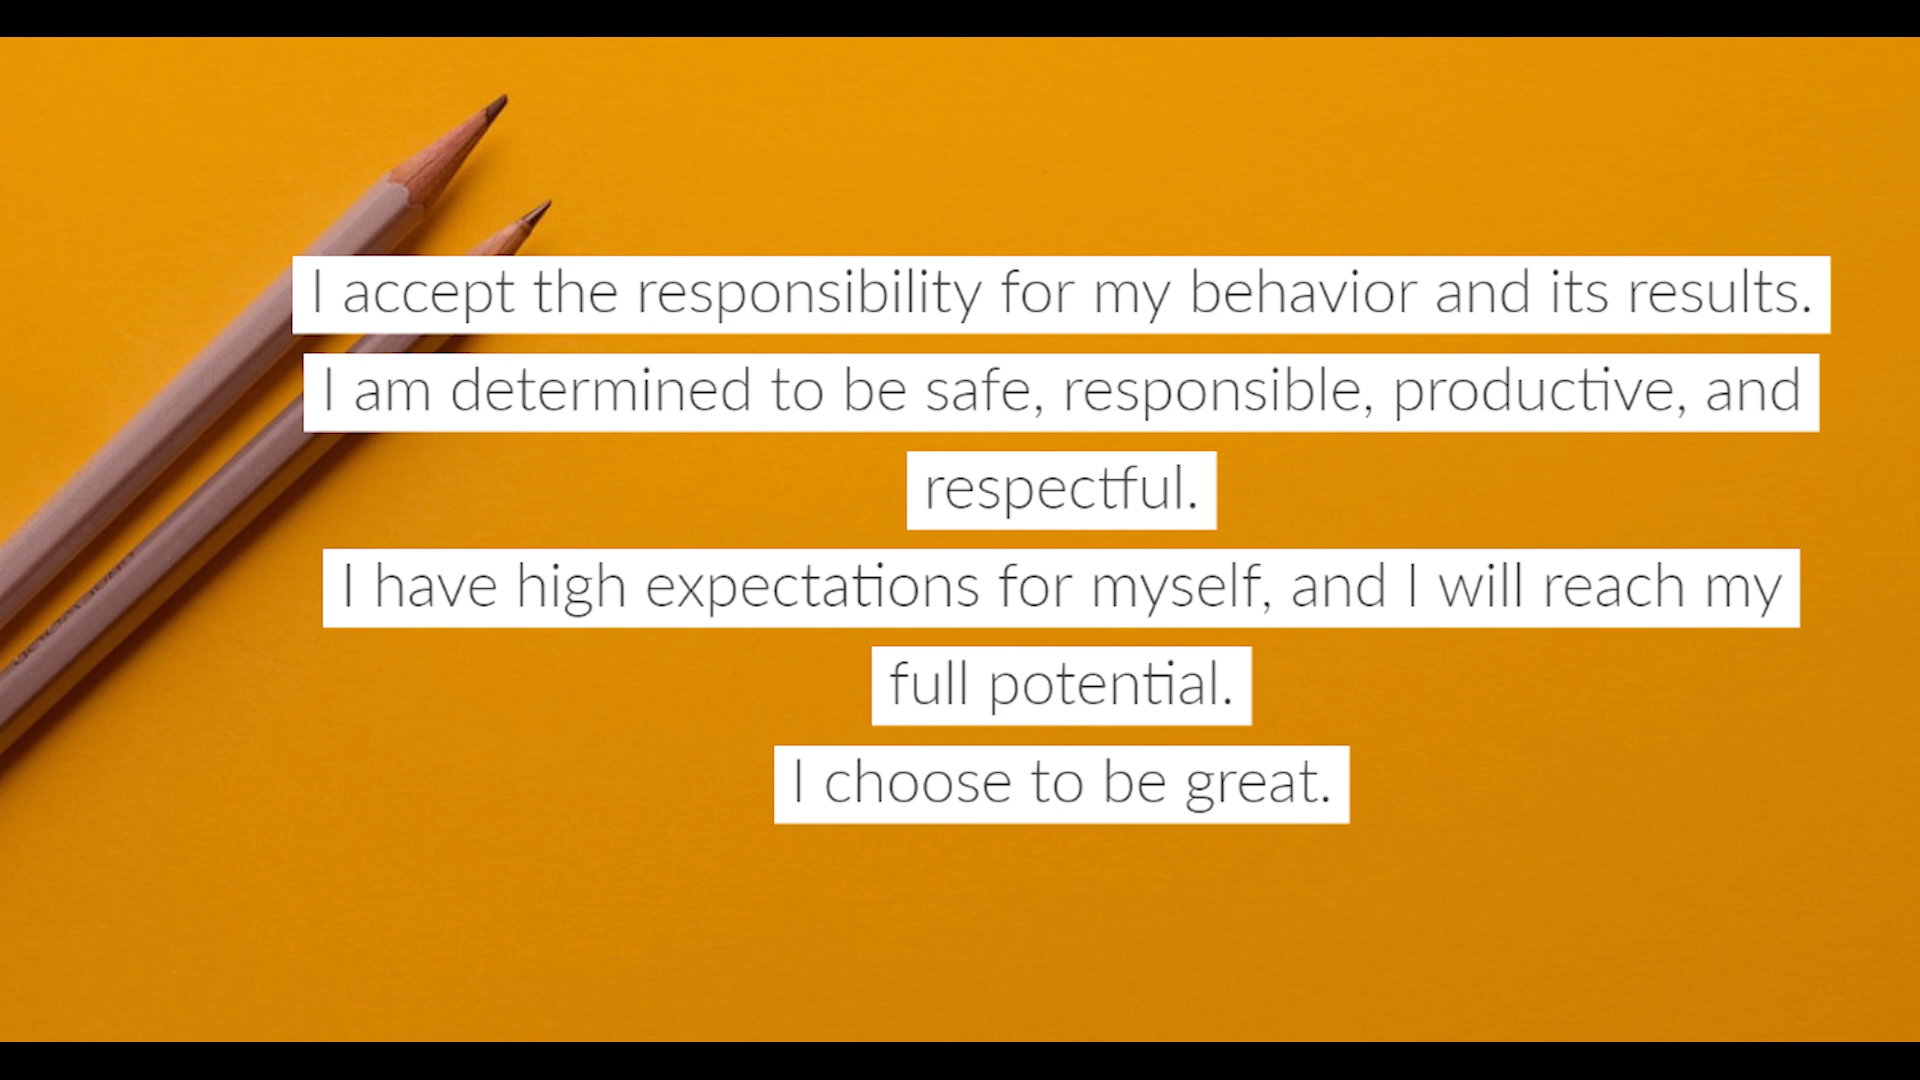 I accept the responsibility for my behavior and its results.
I am determined to be safe, responsible, productive, and
respectful.
I have high expectations for myself, and I will reach my
full potential.
I choose to be great.